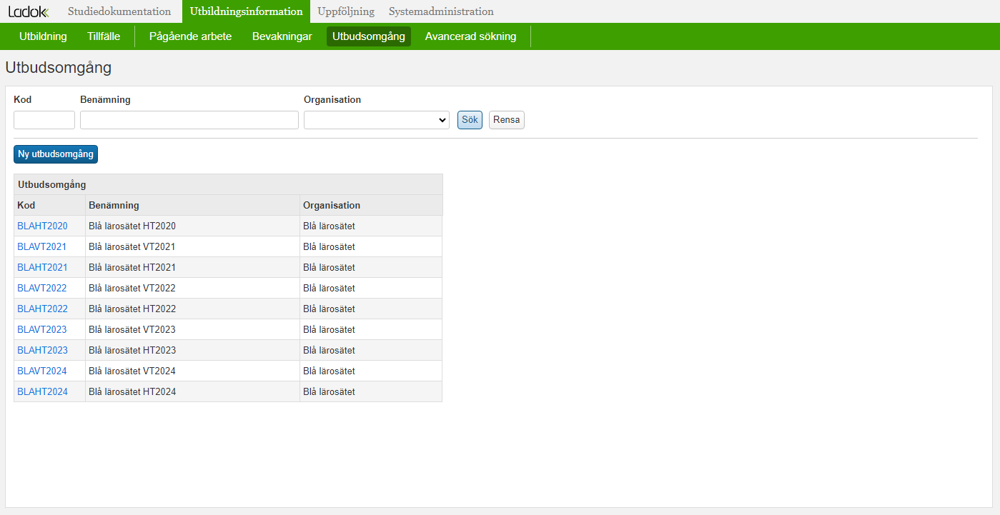 Ladok Studiedokumentation Utbildningsinformation Uppföljning Systemadministration
Utbildning Tillfälle Pågående arbete Bevakningar Utbudsomgång Avancerad sökning
Utbudsomgång
Kod Benämning Organisation
Sök Rensa
Ny utbudsomgång
Utbudsomgång
Kod Benämning Organisation
BLAHT2020 Blå lärosätet HT2020 Blå lärosätet
BLAVT2021 Blå lärosätet VT2021 Blå lärosätet
BLAHT2021 Blå lärosätet HT2021 Blå lärosätet
BLAVT2022 Blå lärosätet VT2022 Blå lärosätet
BLAHT2022 Blå lärosätet HT2022 Blå lärosätet
BLAVT2023 Blå lärosätet VT2023 Blå lärosätet
BLAHT2023 Blå lärosätet HT2023 Blå lärosätet
BLAVT2024 Blå lärosätet VT2024 Blå lärosätet
BLAHT2024 Blå lärosätet HT2024 Blå lärosätet